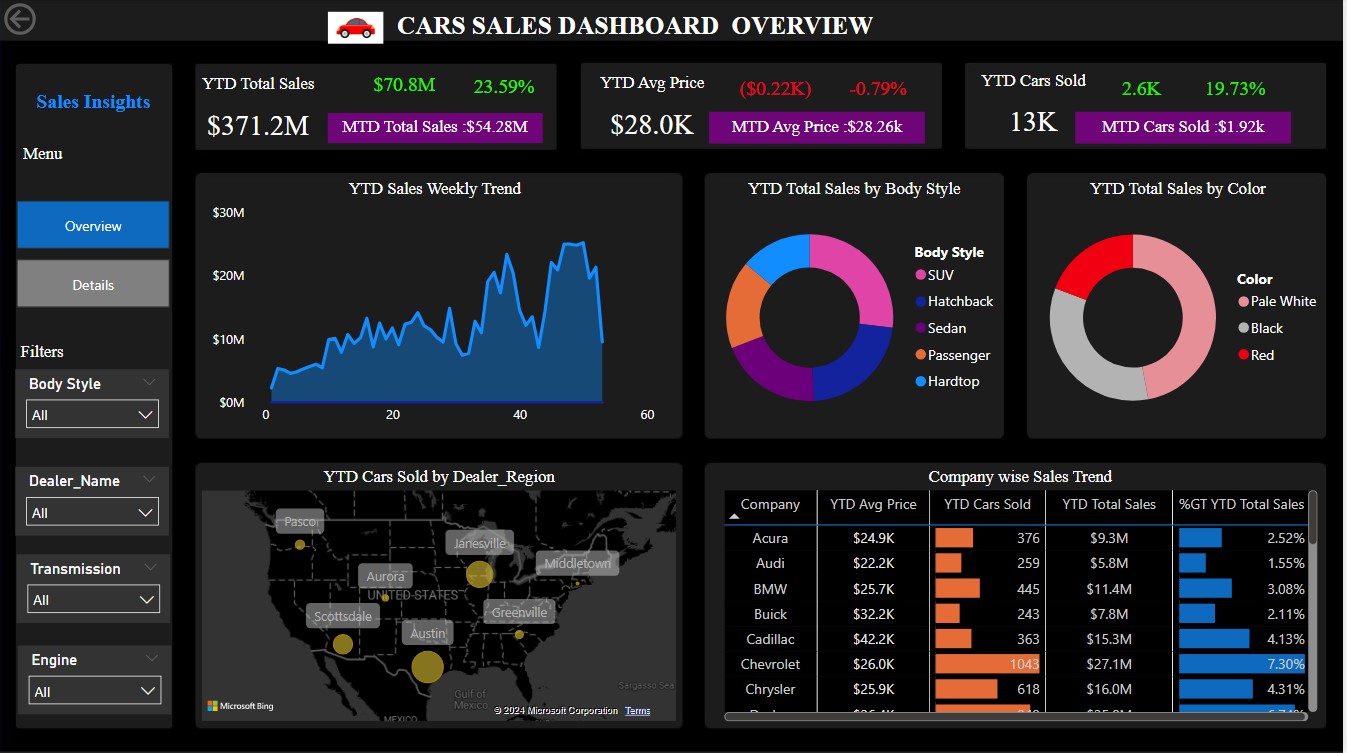 CARS SALES DASHBOARD  OVERVIEW
Sales Insights
Menu
Overview
Details
Filters
Body Style
All
Dealer_Name
All
Transmission
All
Engine
All
YTD Total Sales
$70.8M
23.59%
$371.2M
MTD Total Sales :$54.28M
YTD Avg Price
($0.22K)
-0.79%
$28.0K
MTD Avg Price :$28.26k
YTD Cars Sold
2.6K
19.73%
13K
MTD Cars Sold :$1.92k
YTD Sales Weekly Trend
$30M
$20M
$10M
$0M
0 20 40 60
YTD Total Sales by Body Style
Body Style
SUV
Hatchback
Sedan
Passenger
Hardtop
YTD Total Sales by Color
Color
Pale White
Black
Red
YTD Cars Sold by Dealer_Region
Pasco
Janesville
Middletown
Aurora
UNITED STATES
Scottsdale
Greenville
Austin
Gulf of
Mexico
Sargasso Sea
MEXICO
Microsoft Bing
© 2024 Microsoft Corporation Terms
Company wise Sales Trend
Company YTD Avg Price YTD Cars Sold YTD Total Sales %GT YTD Total Sales
Acura $24.9K 376 $9.3M 2.52%
Audi $22.2K 259 $5.8M 1.55%
BMW $25.7K 445 $11.4M 3.08%
Buick $32.2K 243 $7.8M 2.11%
Cadillac $42.2K 363 $15.3M 4.13%
Chevrolet $26.0K 1043 $27.1M 7.30%
Chrysler $25.9K 618 $16.0M 4.31%